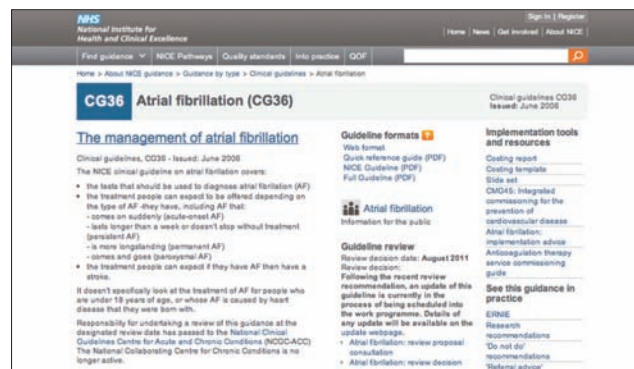 NHS
National Institute for
Health and Clinical Excellence
Sign In | Register
Home | News | Get involved | About NICE
Find guidance
NICE Pathways
Quality standards
Into practice
QOF
Home > About NICE guidance > Guidance by type > Clinical guidelines > Atrial fibrillation
CG36 Atrial fibrillation (CG36)
Clinical guidelines CG36
Issued: June 2006
The management of atrial fibrillation
Clinical guidelines, CG36 - Issued: June 2006
The NICE clinical guideline on atrial fibrillation covers:
• the tests that should be used to diagnose atrial fibrillation (AF)
• the treatment people can expect to be offered depending on
the type of AF they have, including AF that:
- comes on suddenly (acute-onset AF)
- lasts longer than a week or doesn't stop without treatment
(persistent AF)
- is more longstanding (permanent AF)
- comes and goes (paroxysmal AF)
• the treatment people can expect if they have AF then have a
stroke.
It doesn't specifically look at the treatment of AF for people who
are under 18 years of age, or whose AF is caused by heart
disease that they were born with.
Responsibility for undertaking a review of this guidance at the
designated review date has passed to the National Clinical
Guidelines Centre for Acute and Chronic Conditions (NCGC-ACC)
The National Collaborating Centre for Chronic Conditions is no
longer active.
Guideline formats ?
Web format
Quick reference guide (PDF)
NICE Guideline (PDF)
Full Guideline (PDF)
Atrial fibrillation
Information for the public
Guideline review
Review decision date: August 2011
Review decision:
Following the recent review
recommendation, an update of this
guideline is currently in the
process of being scheduled into
the work programme. Details of
any update will be available on the
update webpage.
• Atrial fibrillation: review proposal
consultation
• Atrial fibrillation: review decision
Implementation tools
and resources
Costing report
Costing template
Slide set
CMG45: Integrated
commissioning for the
prevention of
cardiovascular disease
Atrial fibrillation:
implementation advice
Anticoagulation therapy
service commissioning
guide
See this guidance in
practice
ERNIE
Research
recommendations
'Do not do'
recommendations
'Referral advice'